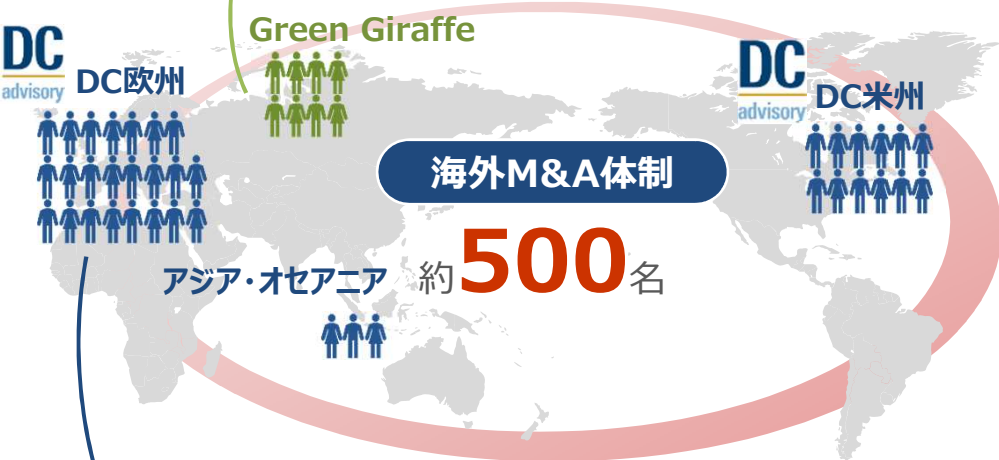 Green Giraffe
DC
advisory
DC欧州
DC
advisory
DC米州
海外M&A体制
約500名
アジア・オセアニア